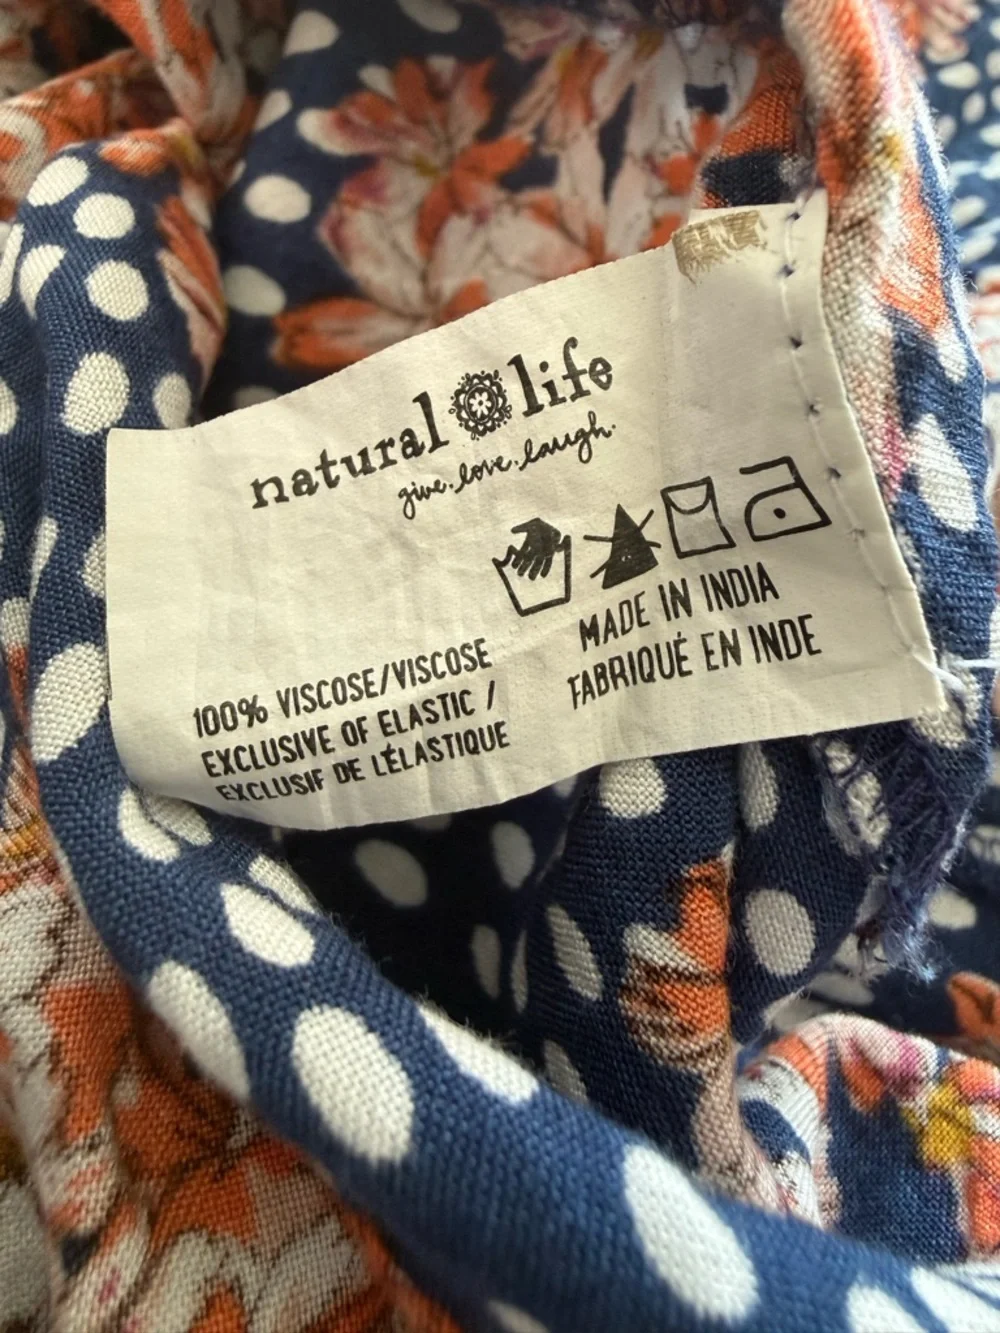 natural life
give. love. laugh.
100% VISCOSE/VISCOSE
EXCLUSIVE OF ELASTIC /
EXCLUSIF DE L'ÉLASTIQUE
MADE IN INDIA
FABRIQUÉ EN INDE